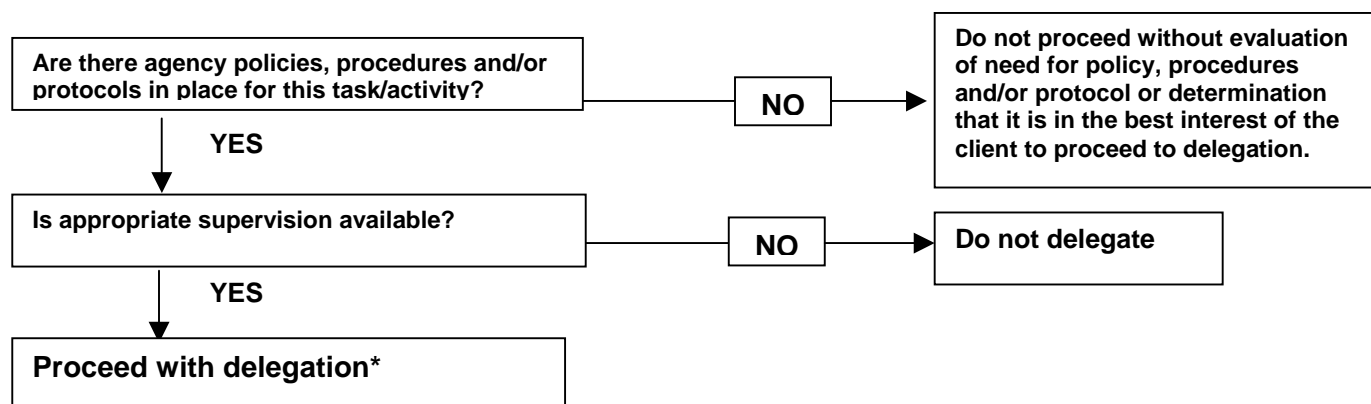 Are there agency policies, procedures and/or
protocols in place for this task/activity?
NO
Do not proceed without evaluation
of need for policy, procedures
and/or protocol or determination
that it is in the best interest of the
client to proceed to delegation.
YES
Is appropriate supervision available?
NO
Do not delegate
YES
Proceed with delegation*